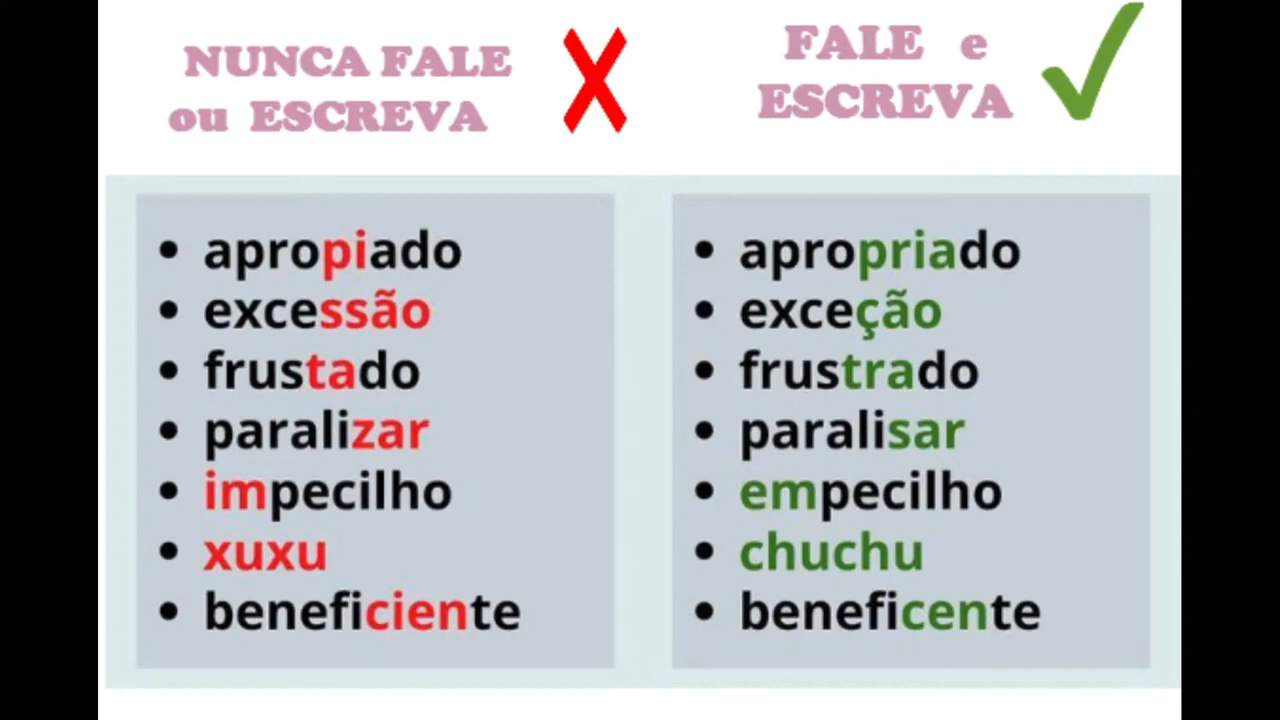 NUNCA FALE
ou ESCREVA
X
FALE e
ESCREVA
• apropiado
• excessão
• frustado
• paralizar
• impecilho
• xuxu
• beneficiente
• apropriado
• exceção
• frustrado
• paralisar
• empecilho
• chuchu
• beneficente